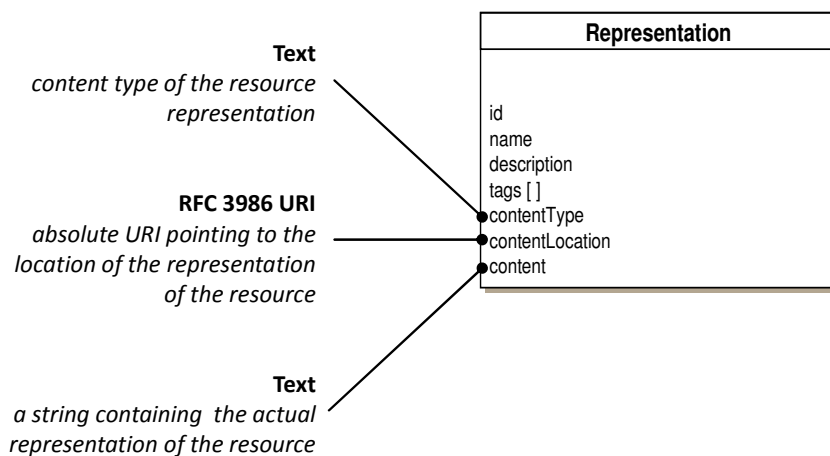 Representation
Text
content type of the resource
representation
id
name
description
tags [ ]
contentType
contentLocation
content
RFC 3986 URI
absolute URI pointing to the
location of the representation
of the resource
Text
a string containing  the actual
representation of the resource